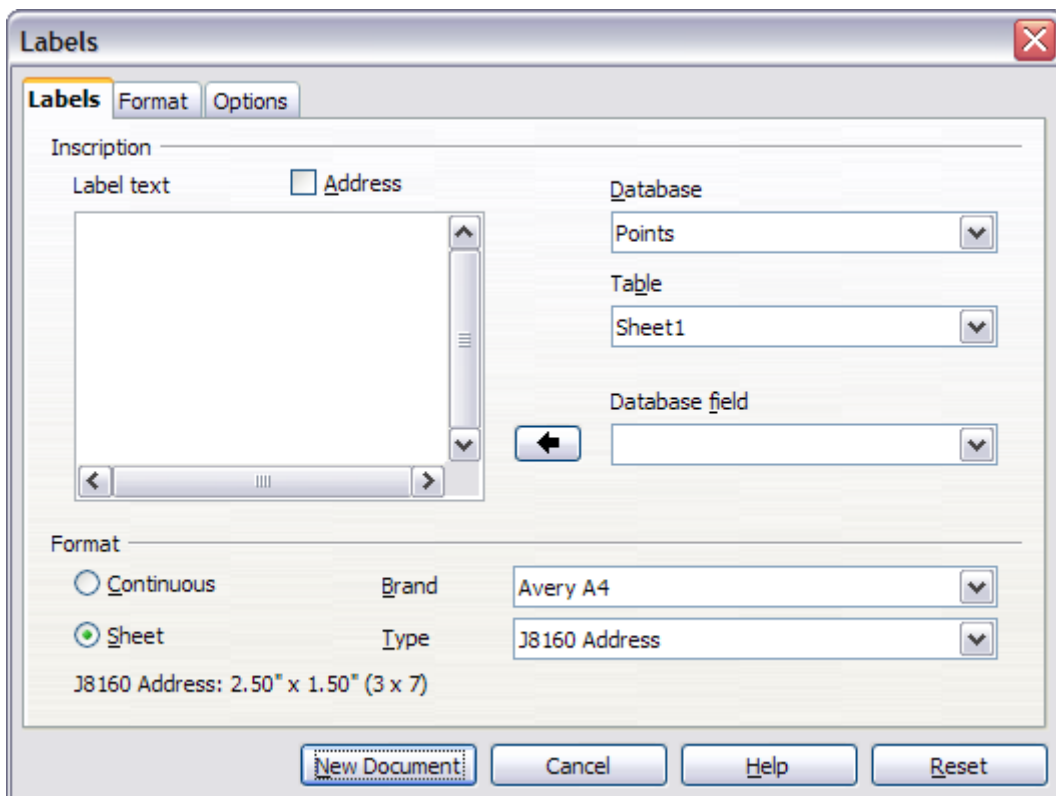 Labels
Labels Format Options
Inscription
Label text Address
Database
Points
Table
Sheet1
Database field
Format
Continuous Brand Avery A4
Sheet Type J8160 Address
J8160 Address: 2.50" x 1.50" (3 x 7)
New Document Cancel Help Reset